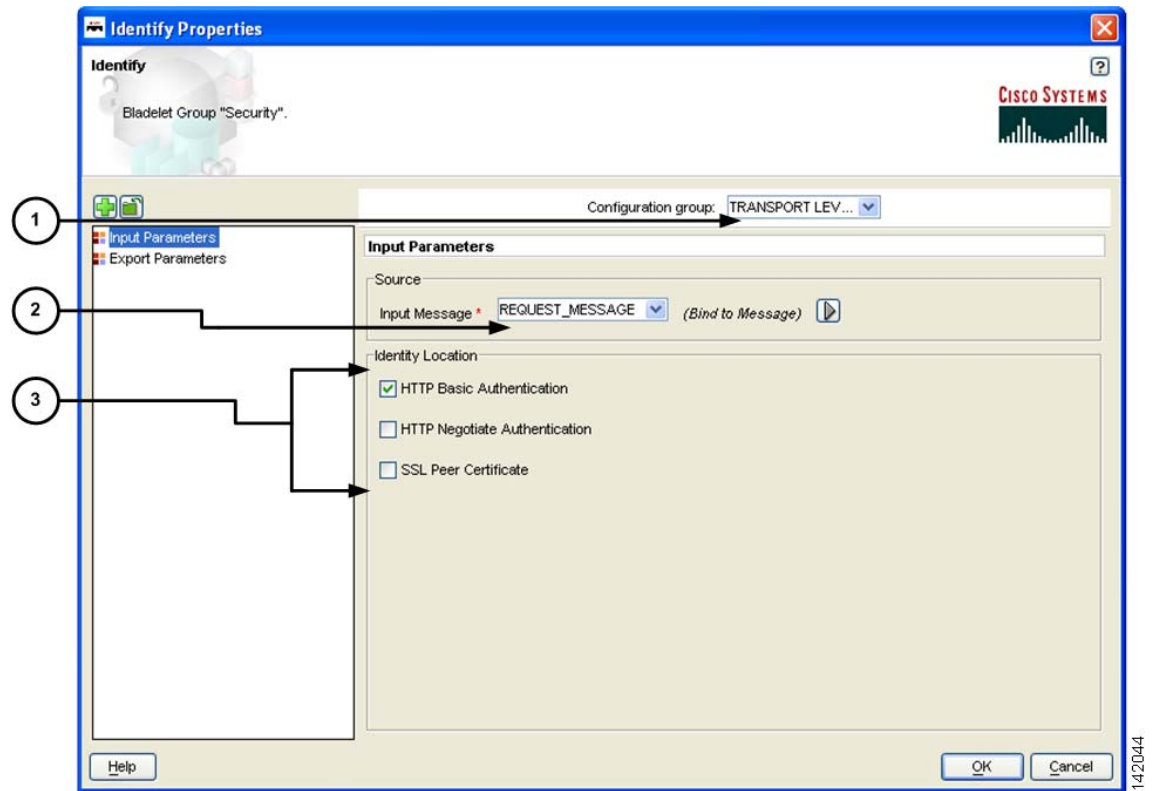 Identify Properties
Identify
?
Bladelet Group "Security".
CISCO SYSTEMS
1
Configuration group: TRANSPORT LEV...
Input Parameters
Export Parameters
Input Parameters
Source
2
Input Message * REQUEST_MESSAGE (Bind to Message)
Identity Location
3
HTTP Basic Authentication
HTTP Negotiate Authentication
SSL Peer Certificate
Help
OK
Cancel
142044